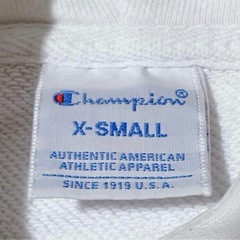 Champion
X-SMALL
AUTHENTIC AMERICAN
ATHLETIC APPAREL
SINCE 1919 U.S.A.